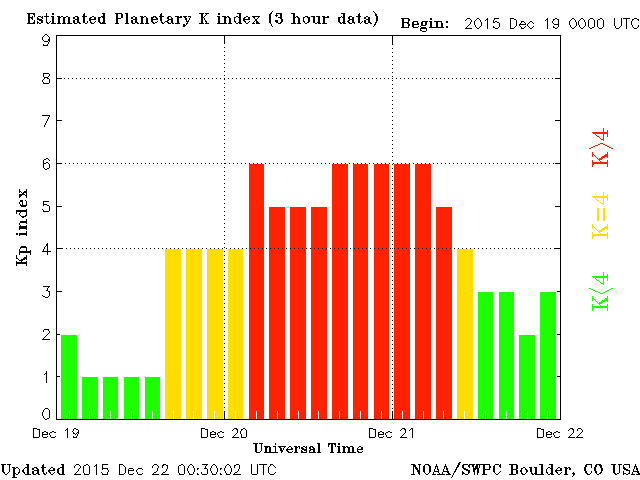 Estimated Planetary K index (3 hour data)
Begin: 2015 Dec 19 0000 UTC
9
8
7
6
5
4
3
2
1
0
Kp index
K>4
K=4
K<4
Dec 19
Dec 20
Dec 21
Dec 22
Universal Time
Updated 2015 Dec 22 00:30:02 UTC
NOAA/SWPC Boulder, CO USA